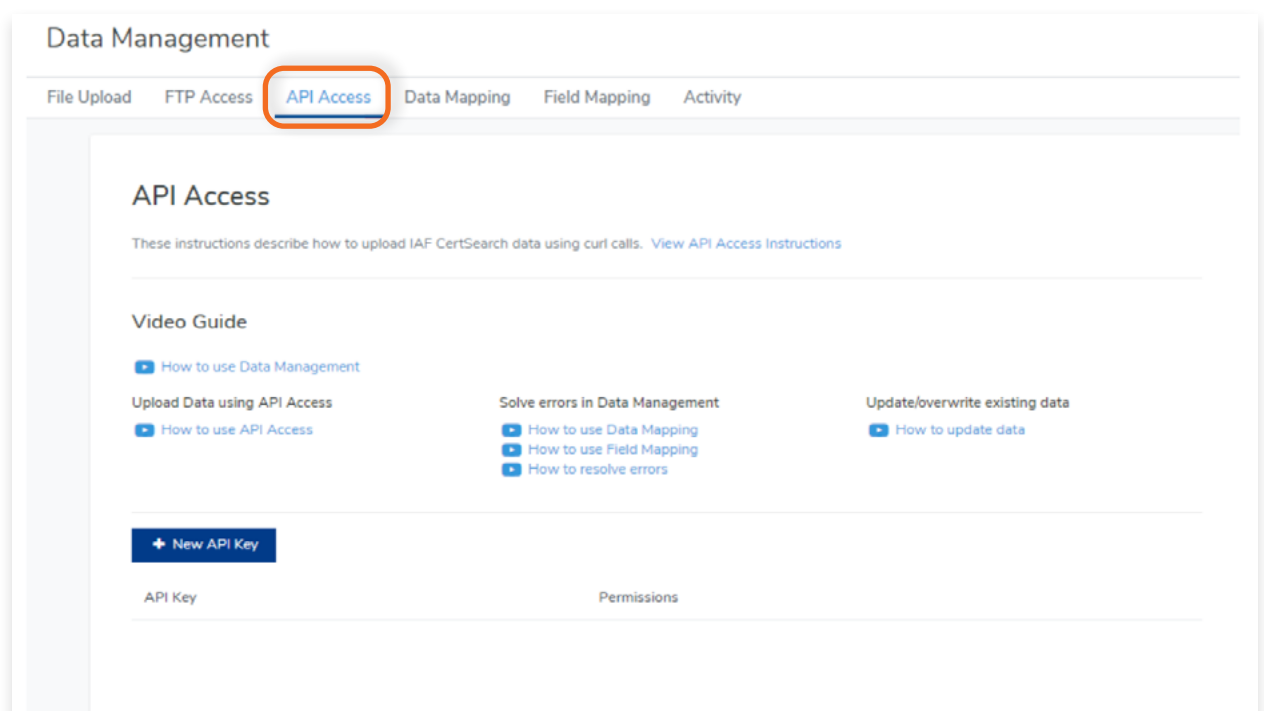 Data Management
File Upload FTP Access API Access Data Mapping Field Mapping Activity
API Access
These instructions describe how to upload IAF CertSearch data using curl calls. View API Access Instructions
Video Guide
How to use Data Management
Upload Data using API Access
How to use API Access
Solve errors in Data Management
How to use Data Mapping
How to use Field Mapping
How to resolve errors
Update/overwrite existing data
How to update data
+ New API Key
API Key Permissions